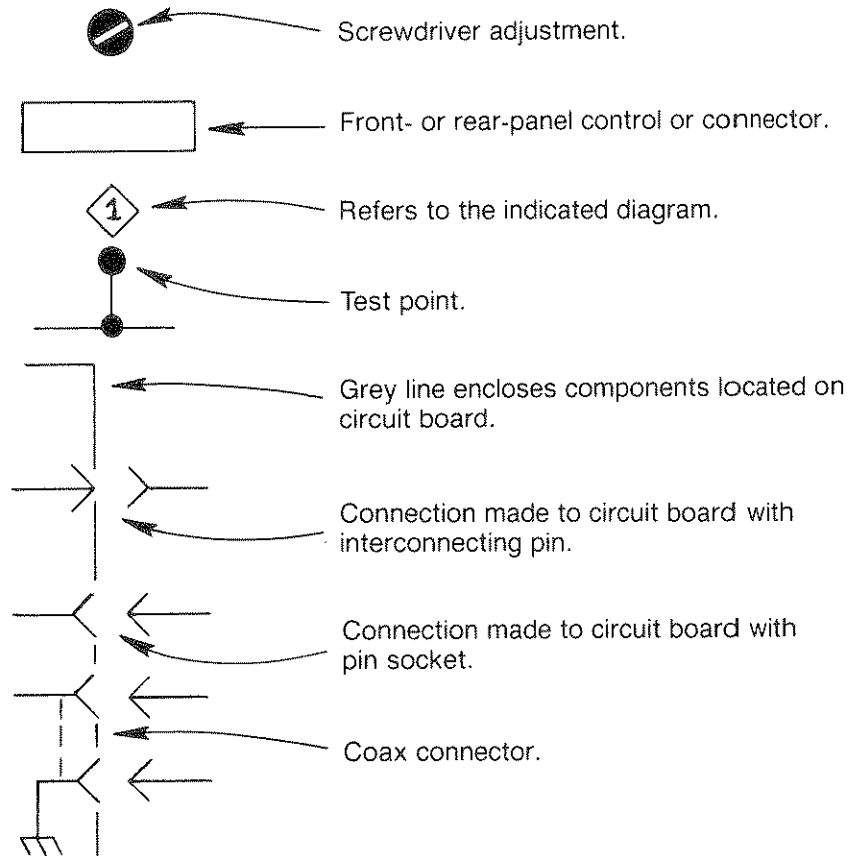 Screwdriver adjustment.
Front- or rear-panel control or connector.
1
Refers to the indicated diagram.
Test point.
Grey line encloses components located on
circuit board.
Connection made to circuit board with
interconnecting pin.
Connection made to circuit board with
pin socket.
Coax connector.